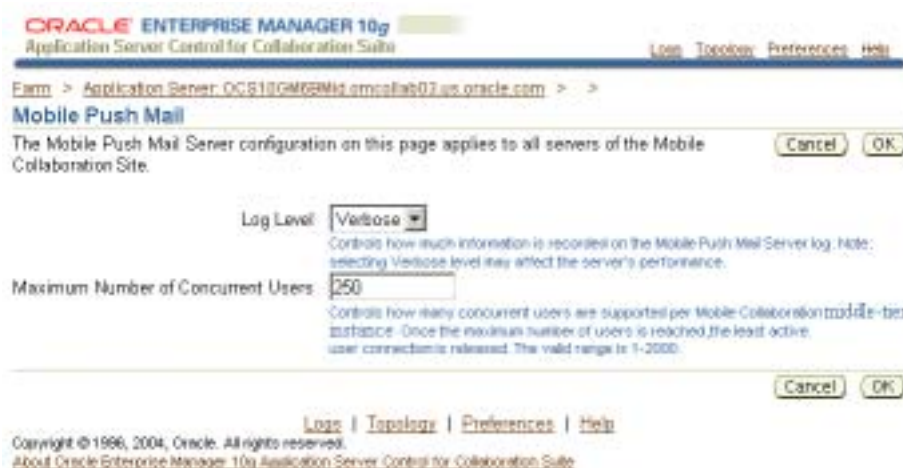 ORACLE ENTERPRISE MANAGER 10g
Application Server Control for Collaboration Suite
Logs Topology Preferences Help
Farm > Application Server: OCS10GM6BMid.omcollab03.us.oracle.com > >
Mobile Push Mail
The Mobile Push Mail Server configuration on this page applies to all servers of the Mobile Collaboration Site.
Cancel OK
Log Level Verbose
Controls how much information is recorded on the Mobile Push Mail Server log. Note:
selecting Verbose level may affect the server's performance.
Maximum Number of Concurrent Users 250
Controls how many concurrent users are supported per Mobile Collaboration middle-tier
instance. Once the maximum number of users is reached, the least active
user connection is released. The valid range is 1-2000.
Cancel OK
Logs | Topology | Preferences | Help
Copyright © 1996, 2004, Oracle. All rights reserved.
About Oracle Enterprise Manager 10g Application Server Control for Collaboration Suite